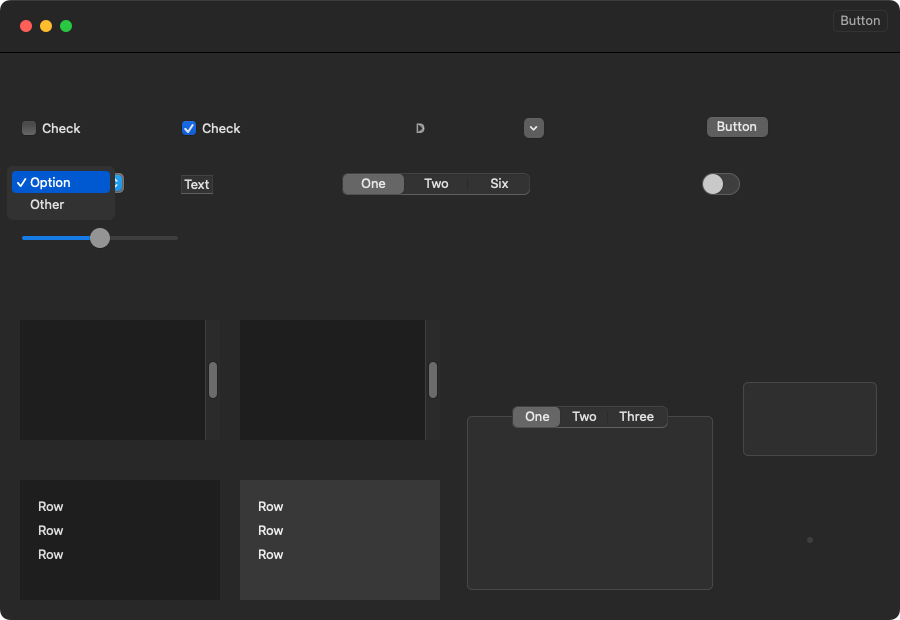 Button
Check
Check
D
Button
Option
Other
Text
One Two Six
One Two Three
Row
Row
Row
Row
Row
Row